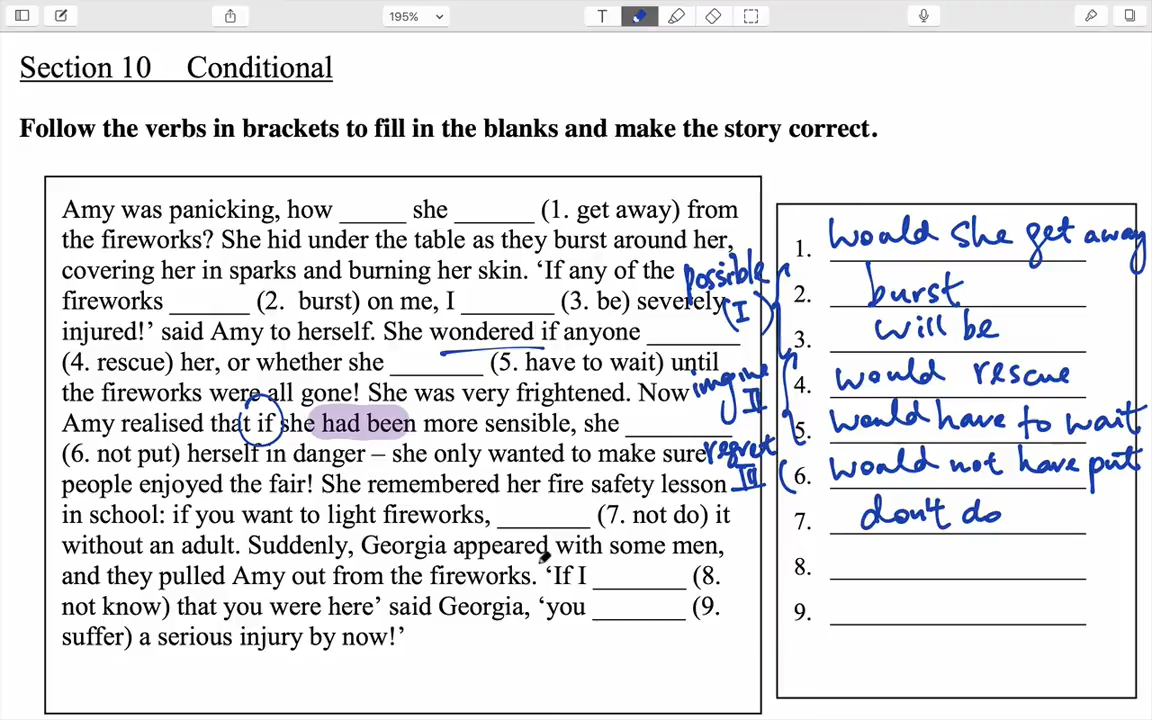 195%
Section 10 Conditional
Follow the verbs in brackets to fill in the blanks and make the story correct.
Amy was panicking, how _____ she ______ (1. get away) from
the fireworks? She hid under the table as they burst around her,
covering her in sparks and burning her skin. ‘If any of the
fireworks ______ (2. burst) on me, I _______ (3. be) severely
injured!’ said Amy to herself. She wondered if anyone _______
(4. rescue) her, or whether she _______ (5. have to wait) until
the fireworks were all gone! She was very frightened. Now
Amy realised that if she had been more sensible, she ________
(6. not put) herself in danger – she only wanted to make sure
people enjoyed the fair! She remembered her fire safety lesson
in school: if you want to light fireworks, _______ (7. not do) it
without an adult. Suddenly, Georgia appeared with some men,
and they pulled Amy out from the fireworks. ‘If I _______ (8.
not know) that you were here’ said Georgia, ‘you _______ (9.
suffer) a serious injury by now!’
possible
(I)
imagine
II
regret
III
1. would she get away
2. burst
3. will be
4. would rescue
5. would have to wait
6. would not have put
7. don't do
8.
9.